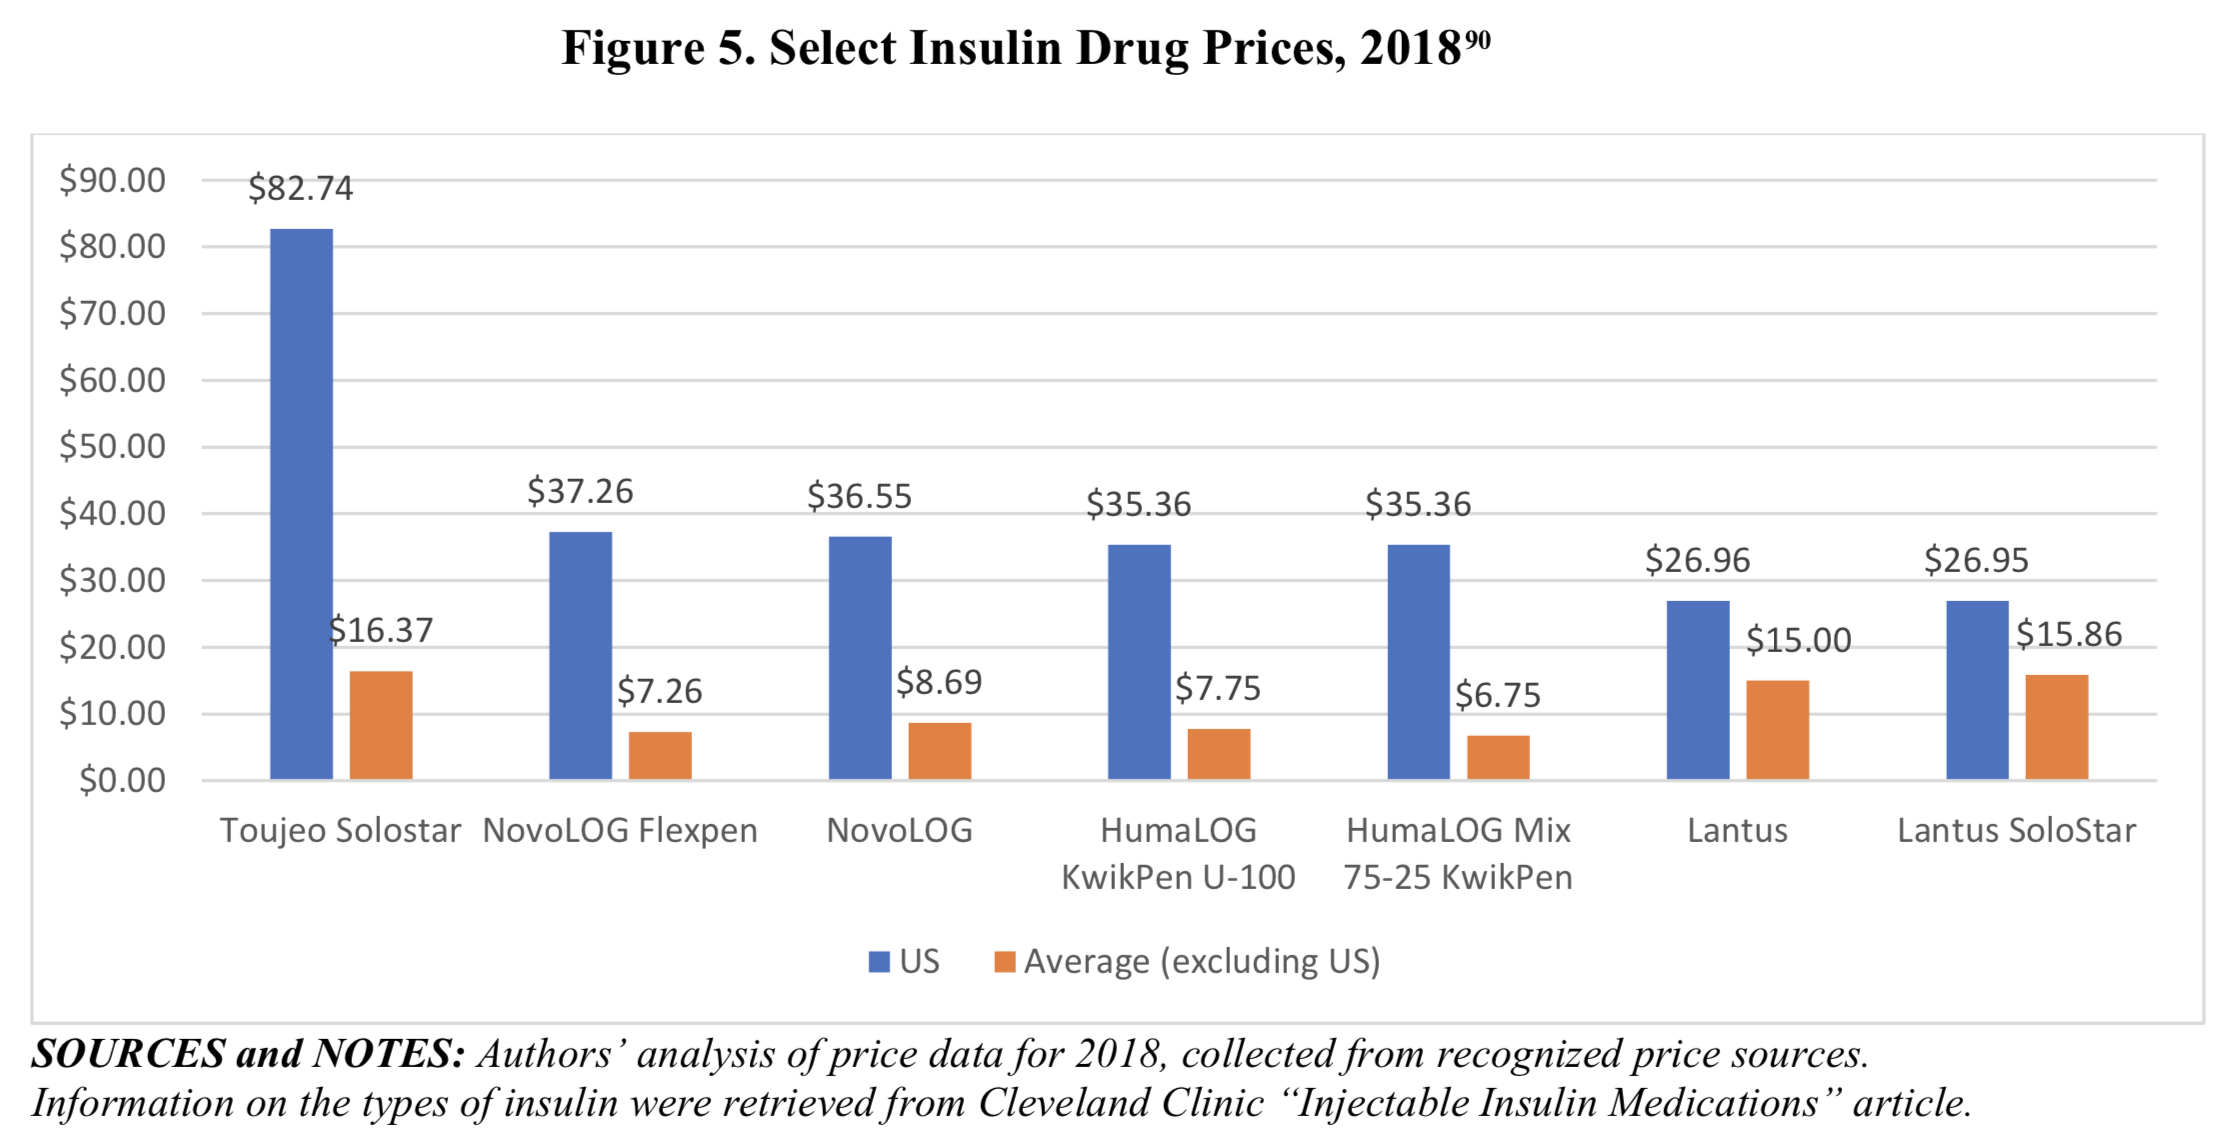 Figure 5. Select Insulin Drug Prices, 2018⁹⁰
$90.00
$80.00
$70.00
$60.00
$50.00
$40.00
$30.00
$20.00
$10.00
$0.00
$82.74
$16.37
$37.26
$7.26
$36.55
$8.69
$35.36
$7.75
$35.36
$6.75
$26.96
$15.00
$26.95
$15.86
Toujeo Solostar
NovoLOG Flexpen
NovoLOG
HumaLOG
KwikPen U-100
HumaLOG Mix
75-25 KwikPen
Lantus
Lantus SoloStar
US
Average (excluding US)
SOURCES and NOTES: Authors’ analysis of price data for 2018, collected from recognized price sources.
Information on the types of insulin were retrieved from Cleveland Clinic “Injectable Insulin Medications” article.